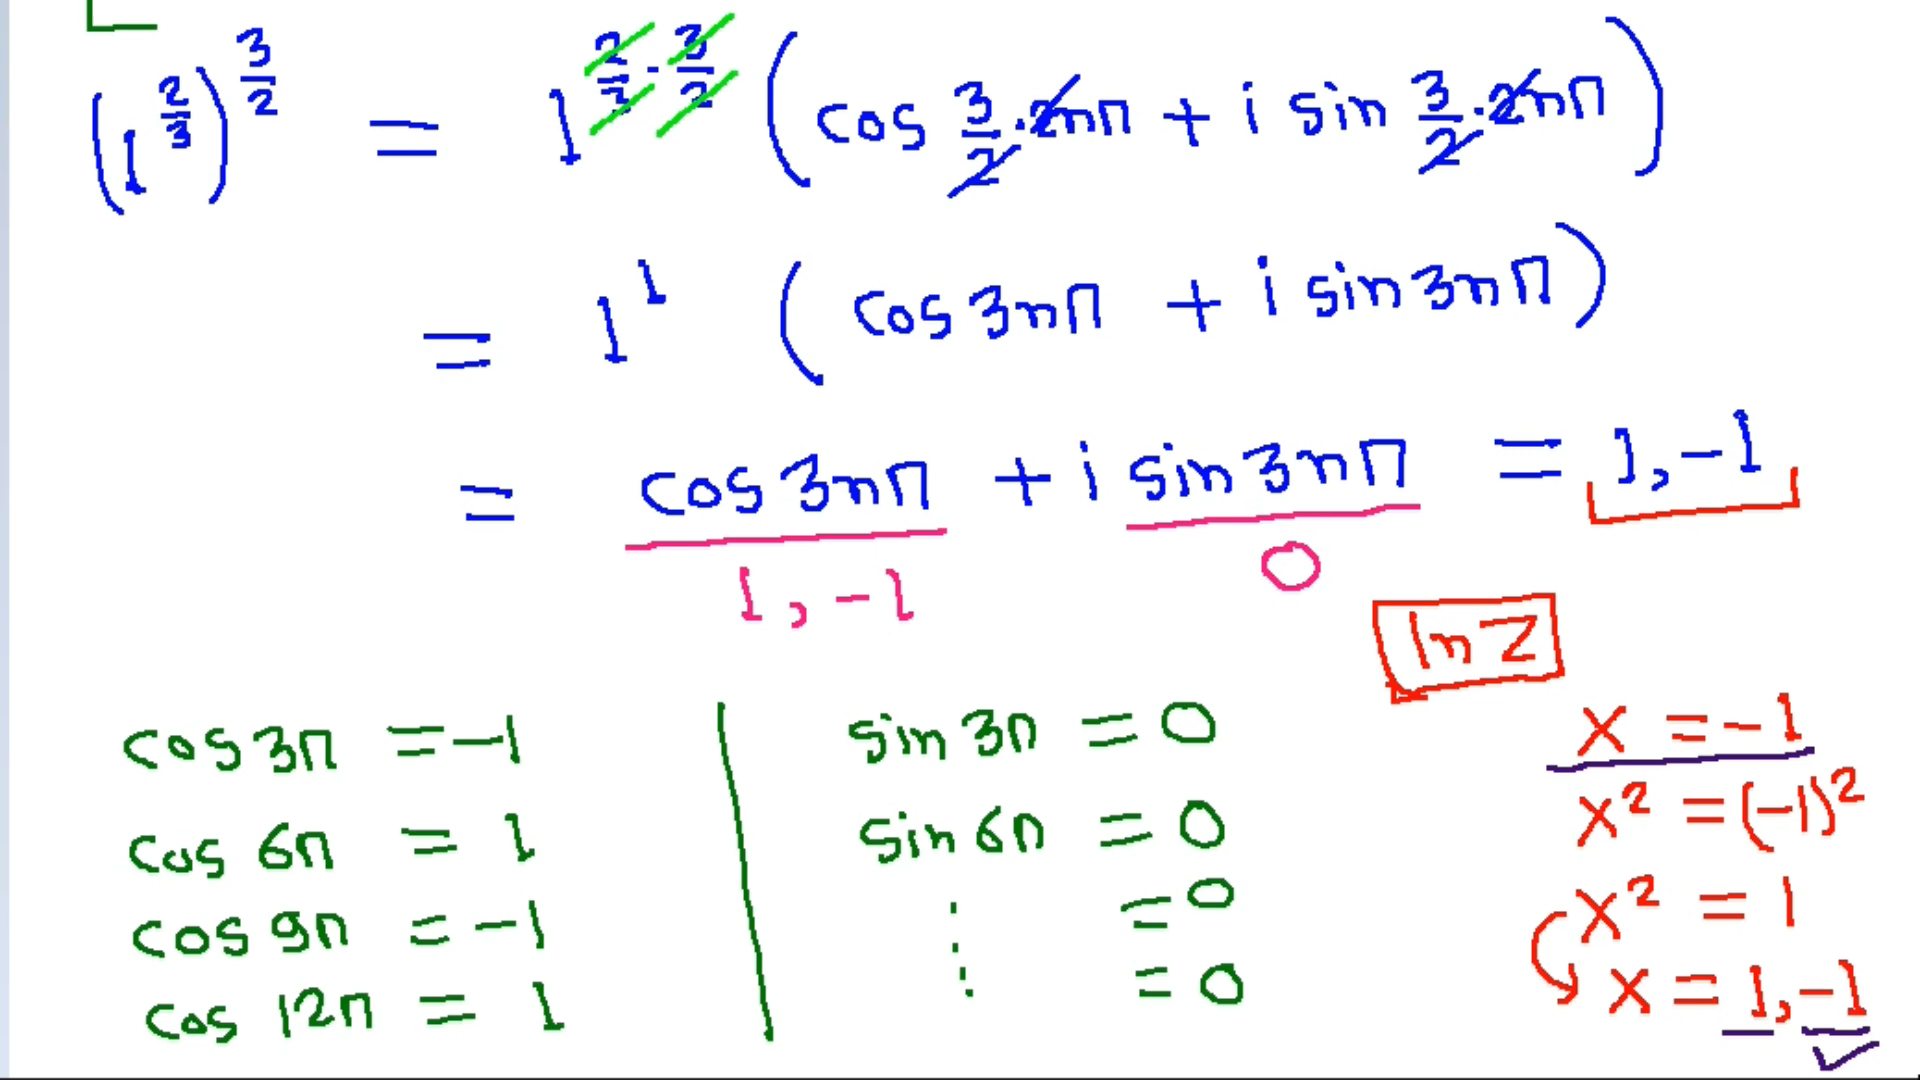 (1^(2/3))^(3/2) = 1^(2/3 · 3/2) (cos 3/2 · 2nπ + i sin 3/2 · 2nπ)
= 1^1 (cos 3nπ + i sin 3nπ)
= cos 3nπ + i sin 3nπ = 1, -1
1, -1 0
ln Z
cos 3π = -1
cos 6π = 1
cos 9π = -1
cos 12π = 1
sin 3π = 0
sin 6π = 0
⋮ = 0
= 0
x = -1
x² = (-1)²
x² = 1
x = 1, -1